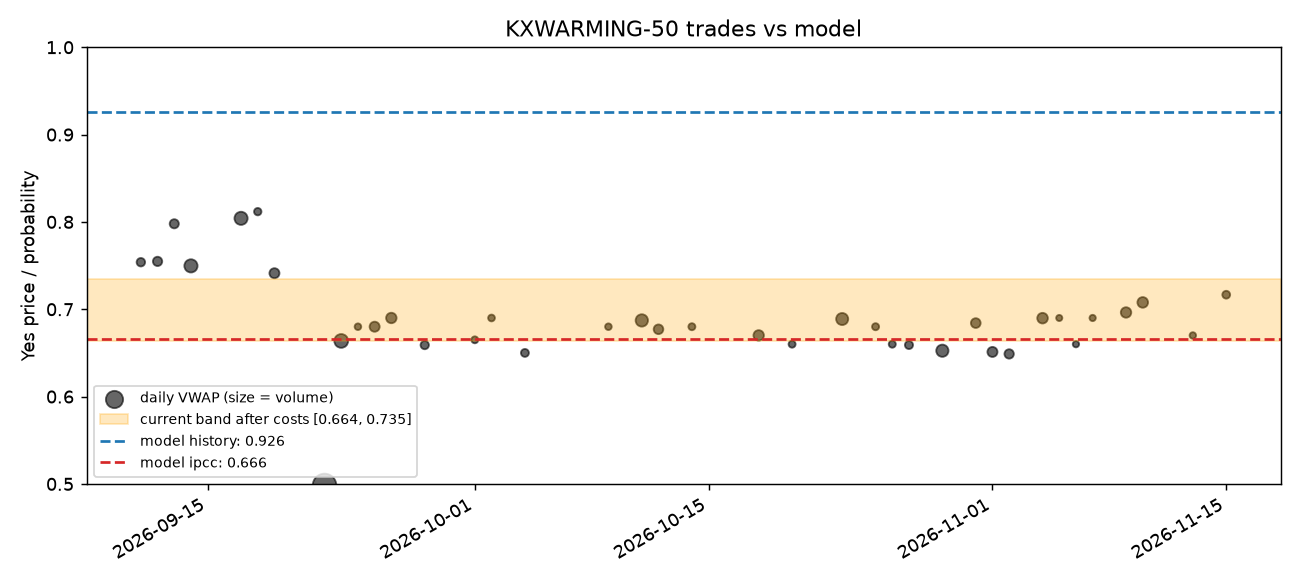 KXWARMING-50 trades vs model
Yes price / probability
1.0
0.9
0.8
0.7
0.6
0.5
daily VWAP (size = volume)
current band after costs [0.664, 0.735]
model history: 0.926
model ipcc: 0.666
2026-09-15
2026-10-01
2026-10-15
2026-11-01
2026-11-15